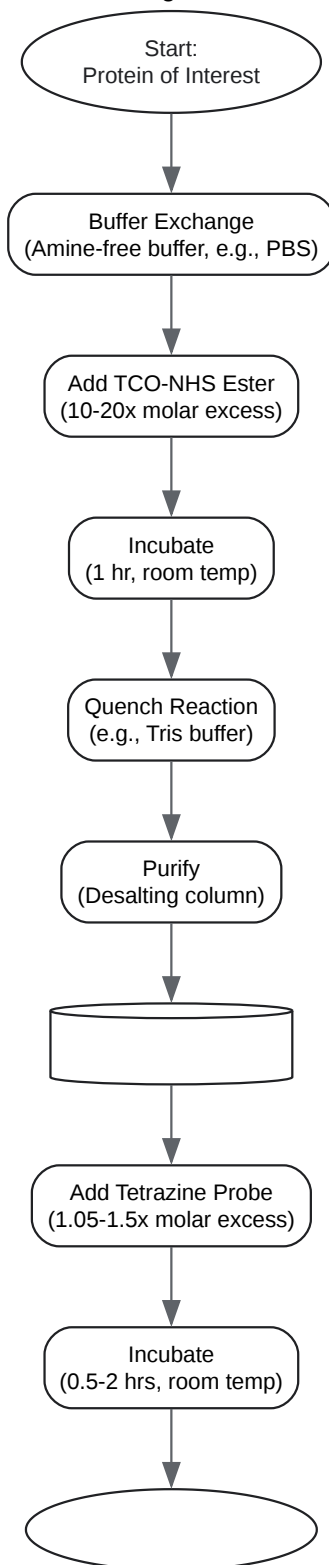 Start:
Protein of Interest
Buffer Exchange
(Amine-free buffer, e.g., PBS)
Add TCO-NHS Ester
(10-20x molar excess)
Incubate
(1 hr, room temp)
Quench Reaction
(e.g., Tris buffer)
Purify
(Desalting column)
Add Tetrazine Probe
(1.05-1.5x molar excess)
Incubate
(0.5-2 hrs, room temp)